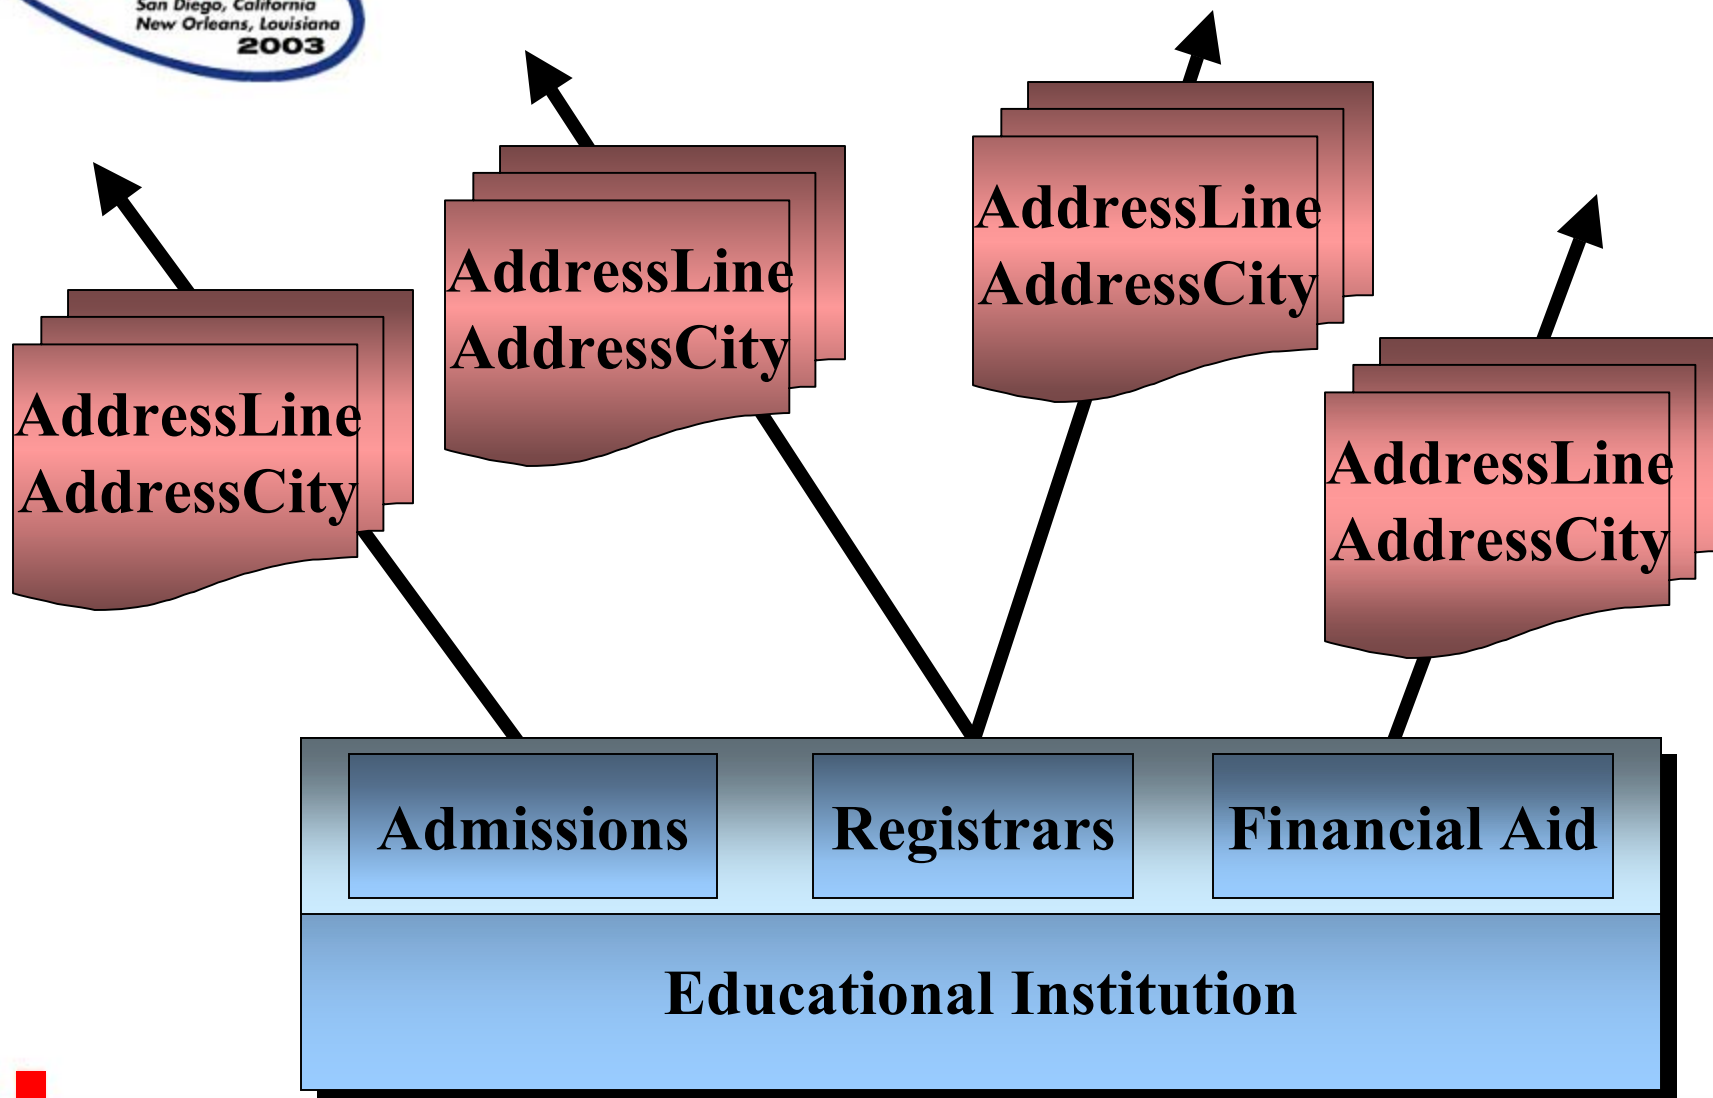 San Diego, California
New Orleans, Louisiana
2003
AddressLine
AddressCity
AddressLine
AddressCity
AddressLine
AddressCity
AddressLine
AddressCity
Admissions
Registrars
Financial Aid
Educational Institution